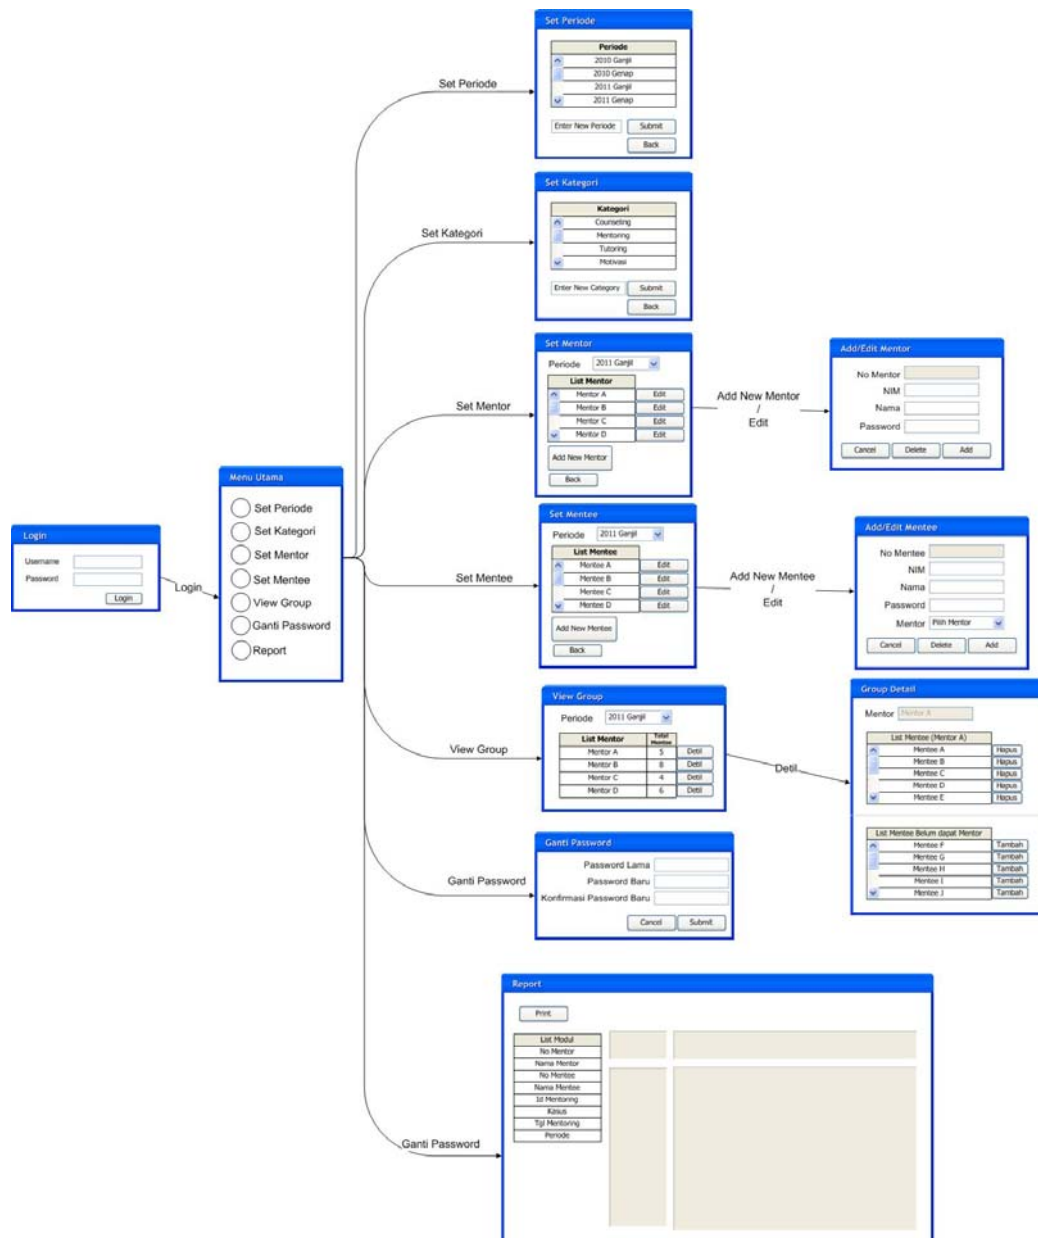 Set Periode
Periode
2010 Ganjil
2010 Genap
2011 Ganjil
2011 Genap
Enter New Periode
Submit
Back
Set Periode
Set Kategori
Kategori
Counseling
Mentoring
Tutoring
Motivasi
Enter New Category
Submit
Back
Set Kategori
Set Mentor
Periode
2011 Ganjil
List Mentor
Mentor A Edit
Mentor B Edit
Mentor C Edit
Mentor D Edit
Add New Mentor
Back
Set Mentor
Add New Mentor
/
Edit
Add/Edit Mentor
No Mentor
NIM
Nama
Password
Cancel Delete Add
Login
Username
Password
Login
Login
Menu Utama
Set Periode
Set Kategori
Set Mentor
Set Mentee
View Group
Ganti Password
Report
Set Mentee
Set Mentee
Periode
2011 Ganjil
List Mentee
Mentee A Edit
Mentee B Edit
Mentee C Edit
Mentee D Edit
Add New Mentee
Back
Add New Mentee
/
Edit
Add/Edit Mentee
No Mentee
NIM
Nama
Password
Mentor Pilih Mentor
Cancel Delete Add
View Group
View Group
Periode
2011 Ganjil
List Mentor Total Mentee
Mentor A 5 Detil
Mentor B 8 Detil
Mentor C 4 Detil
Mentor D 6 Detil
Detil
Group Detail
Mentor Mentor A
List Mentee (Mentor A)
Mentee A Hapus
Mentee B Hapus
Mentee C Hapus
Mentee D Hapus
Mentee E Hapus
List Mentee Belum dapat Mentor
Mentee F Tambah
Mentee G Tambah
Mentee H Tambah
Mentee I Tambah
Mentee J Tambah
Ganti Password
Ganti Password
Password Lama
Password Baru
Konfirmasi Password Baru
Cancel Submit
Ganti Password
Report
Print
List Modul
No Mentor
Nama Mentor
No Mentee
Nama Mentee
Id Mentoring
Kasus
Tgl Mentoring
Periode